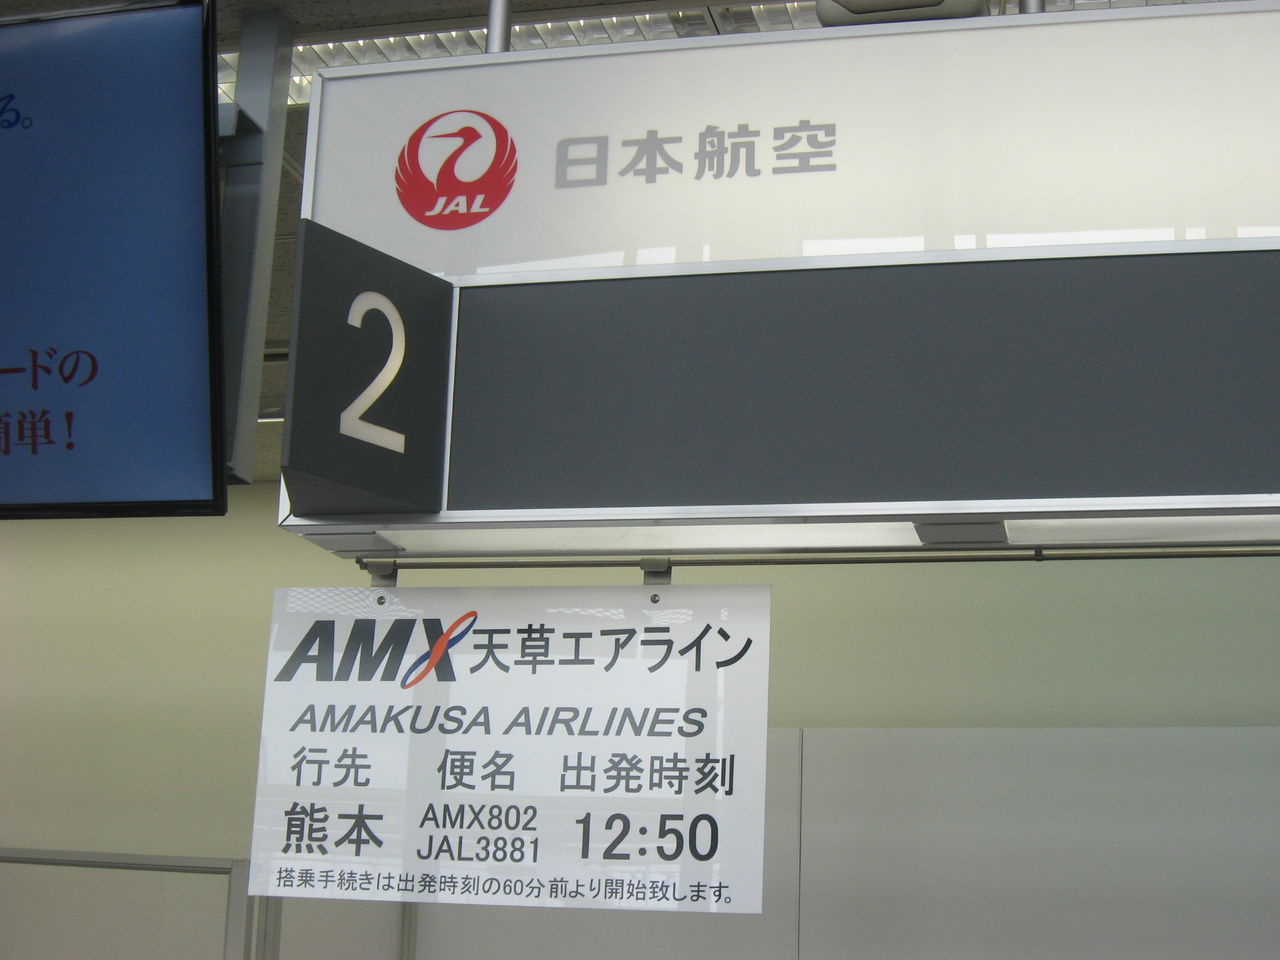 る。
ードの
簡単！
JAL
日本航空
2
AMX 天草エアライン
AMAKUSA AIRLINES
行先 便名 出発時刻
熊本 AMX802 12:50
JAL3881
搭乗手続きは出発時刻の60分前より開始致します。